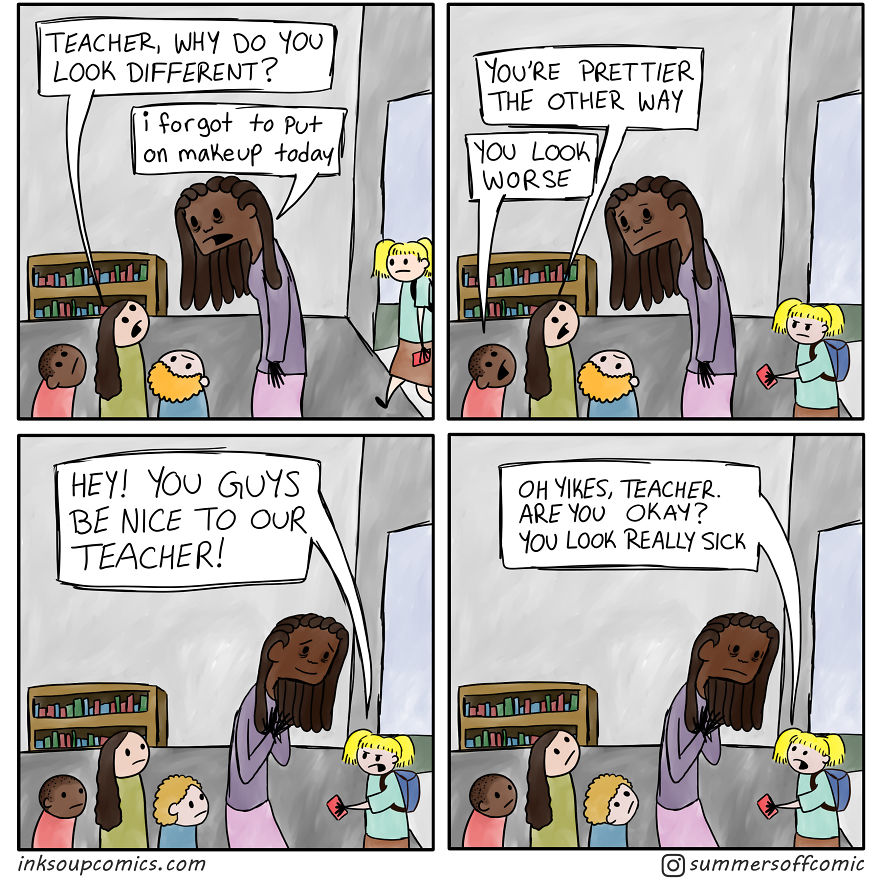 TEACHER, WHY DO YOU
LOOK DIFFERENT?
i forgot to put
on makeup today
YOU'RE PRETTIER
THE OTHER WAY
YOU LOOK
WORSE
HEY! YOU GUYS
BE NICE TO OUR
TEACHER!
OH YIKES, TEACHER.
ARE YOU OKAY?
YOU LOOK REALLY SICK
inksoupcomics.com
summersoffcomic